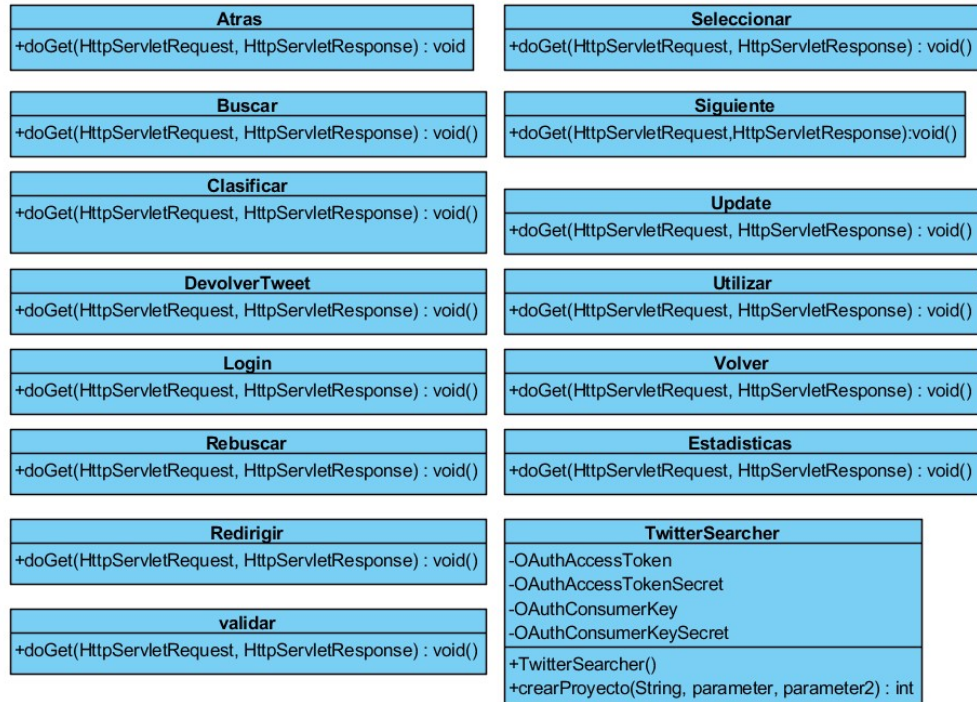 Atras
+doGet(HttpServletRequest, HttpServletResponse) : void
Buscar
+doGet(HttpServletRequest, HttpServletResponse) : void()
Clasificar
+doGet(HttpServletRequest, HttpServletResponse) : void()
DevolverTweet
+doGet(HttpServletRequest, HttpServletResponse) : void()
Login
+doGet(HttpServletRequest, HttpServletResponse) : void()
Rebuscar
+doGet(HttpServletRequest, HttpServletResponse) : void()
Redirigir
+doGet(HttpServletRequest, HttpServletResponse) : void()
validar
+doGet(HttpServletRequest, HttpServletResponse) : void()
Seleccionar
+doGet(HttpServletRequest, HttpServletResponse) : void()
Siguiente
+doGet(HttpServletRequest,HttpServletResponse):void()
Update
+doGet(HttpServletRequest, HttpServletResponse) : void()
Utilizar
+doGet(HttpServletRequest, HttpServletResponse) : void()
Volver
+doGet(HttpServletRequest, HttpServletResponse) : void()
Estadisticas
+doGet(HttpServletRequest, HttpServletResponse) : void()
TwitterSearcher
-OAuthAccessToken
-OAuthAccessTokenSecret
-OAuthConsumerKey
-OAuthConsumerKeySecret
+TwitterSearcher()
+crearProyecto(String, parameter, parameter2) : int